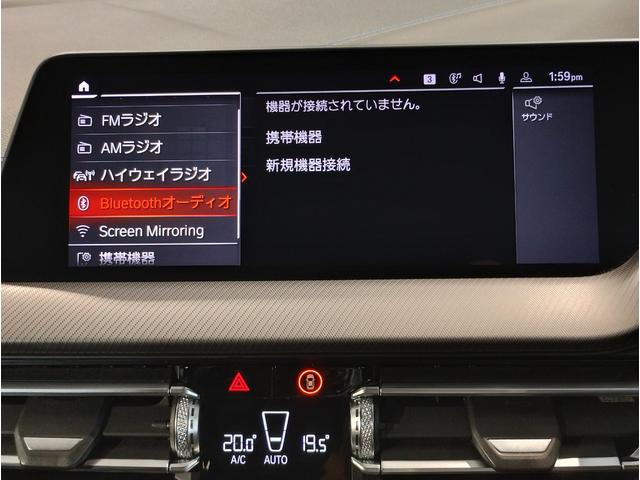 3
1:59pm
FMラジオ
AMラジオ
ハイウェイラジオ
Bluetoothオーディオ
Screen Mirroring
携帯機器
機器が接続されていません。
携帯機器
新規機器接続
サウンド
20.0
19.5
A/C AUTO